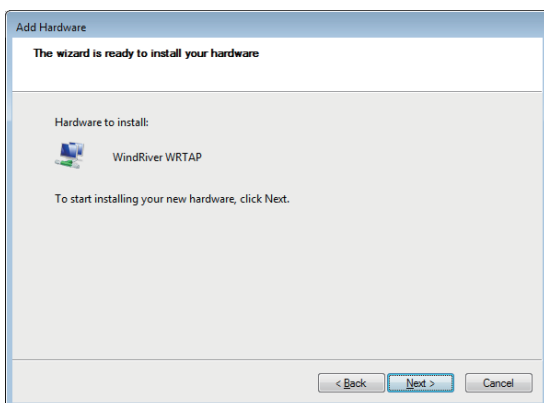 Add Hardware
The wizard is ready to install your hardware
Hardware to install:
WindRiver WRTAP
To start installing your new hardware, click Next.
< Back Next > Cancel